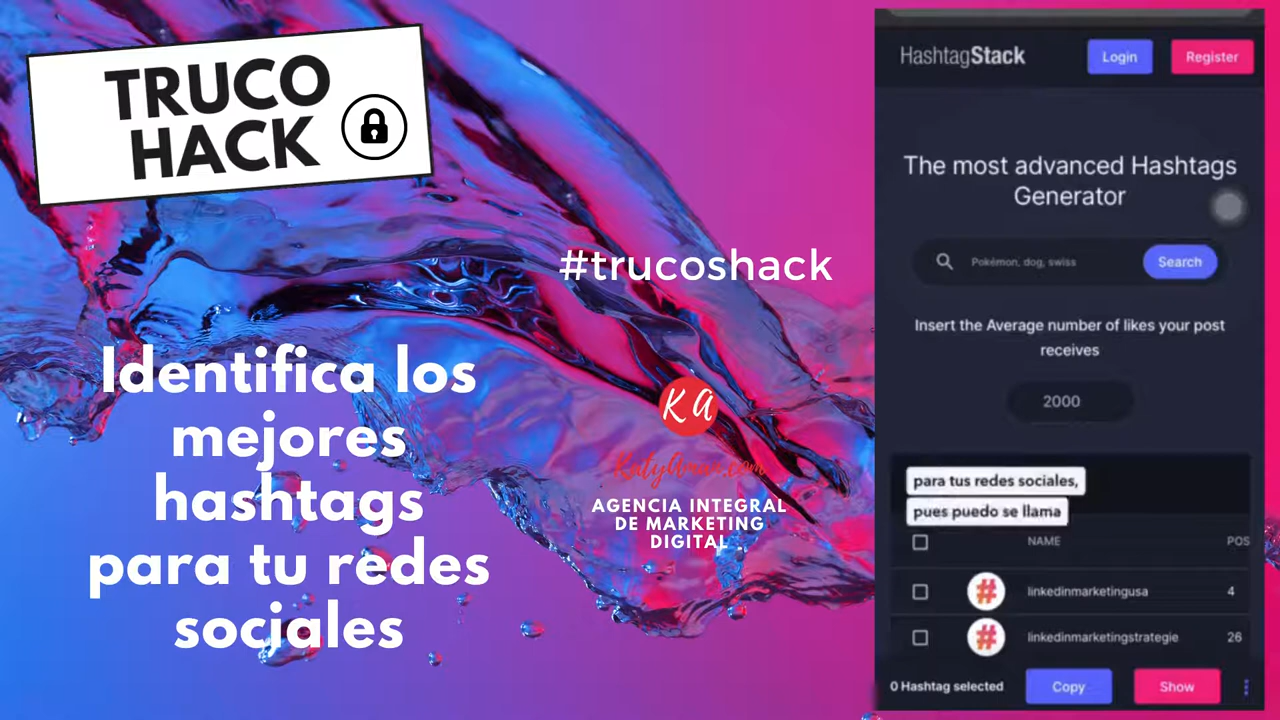 TRUCO
HACK
#trucoshack
Identifica los
mejores
hashtags
para tu redes
sociales
KA
KatyUman.com
AGENCIA INTEGRAL
DE MARKETING
DIGITAL
HashtagStack
Login
Register
The most advanced Hashtags
Generator
Pokémon, dog, swiss
Search
Insert the Average number of likes your post
receives
2000
para tus redes sociales,
pues puedo se llama
NAME
POS
linkedinmarketingusa
4
linkedinmarketingstrategie
26
0 Hashtag selected
Copy
Show